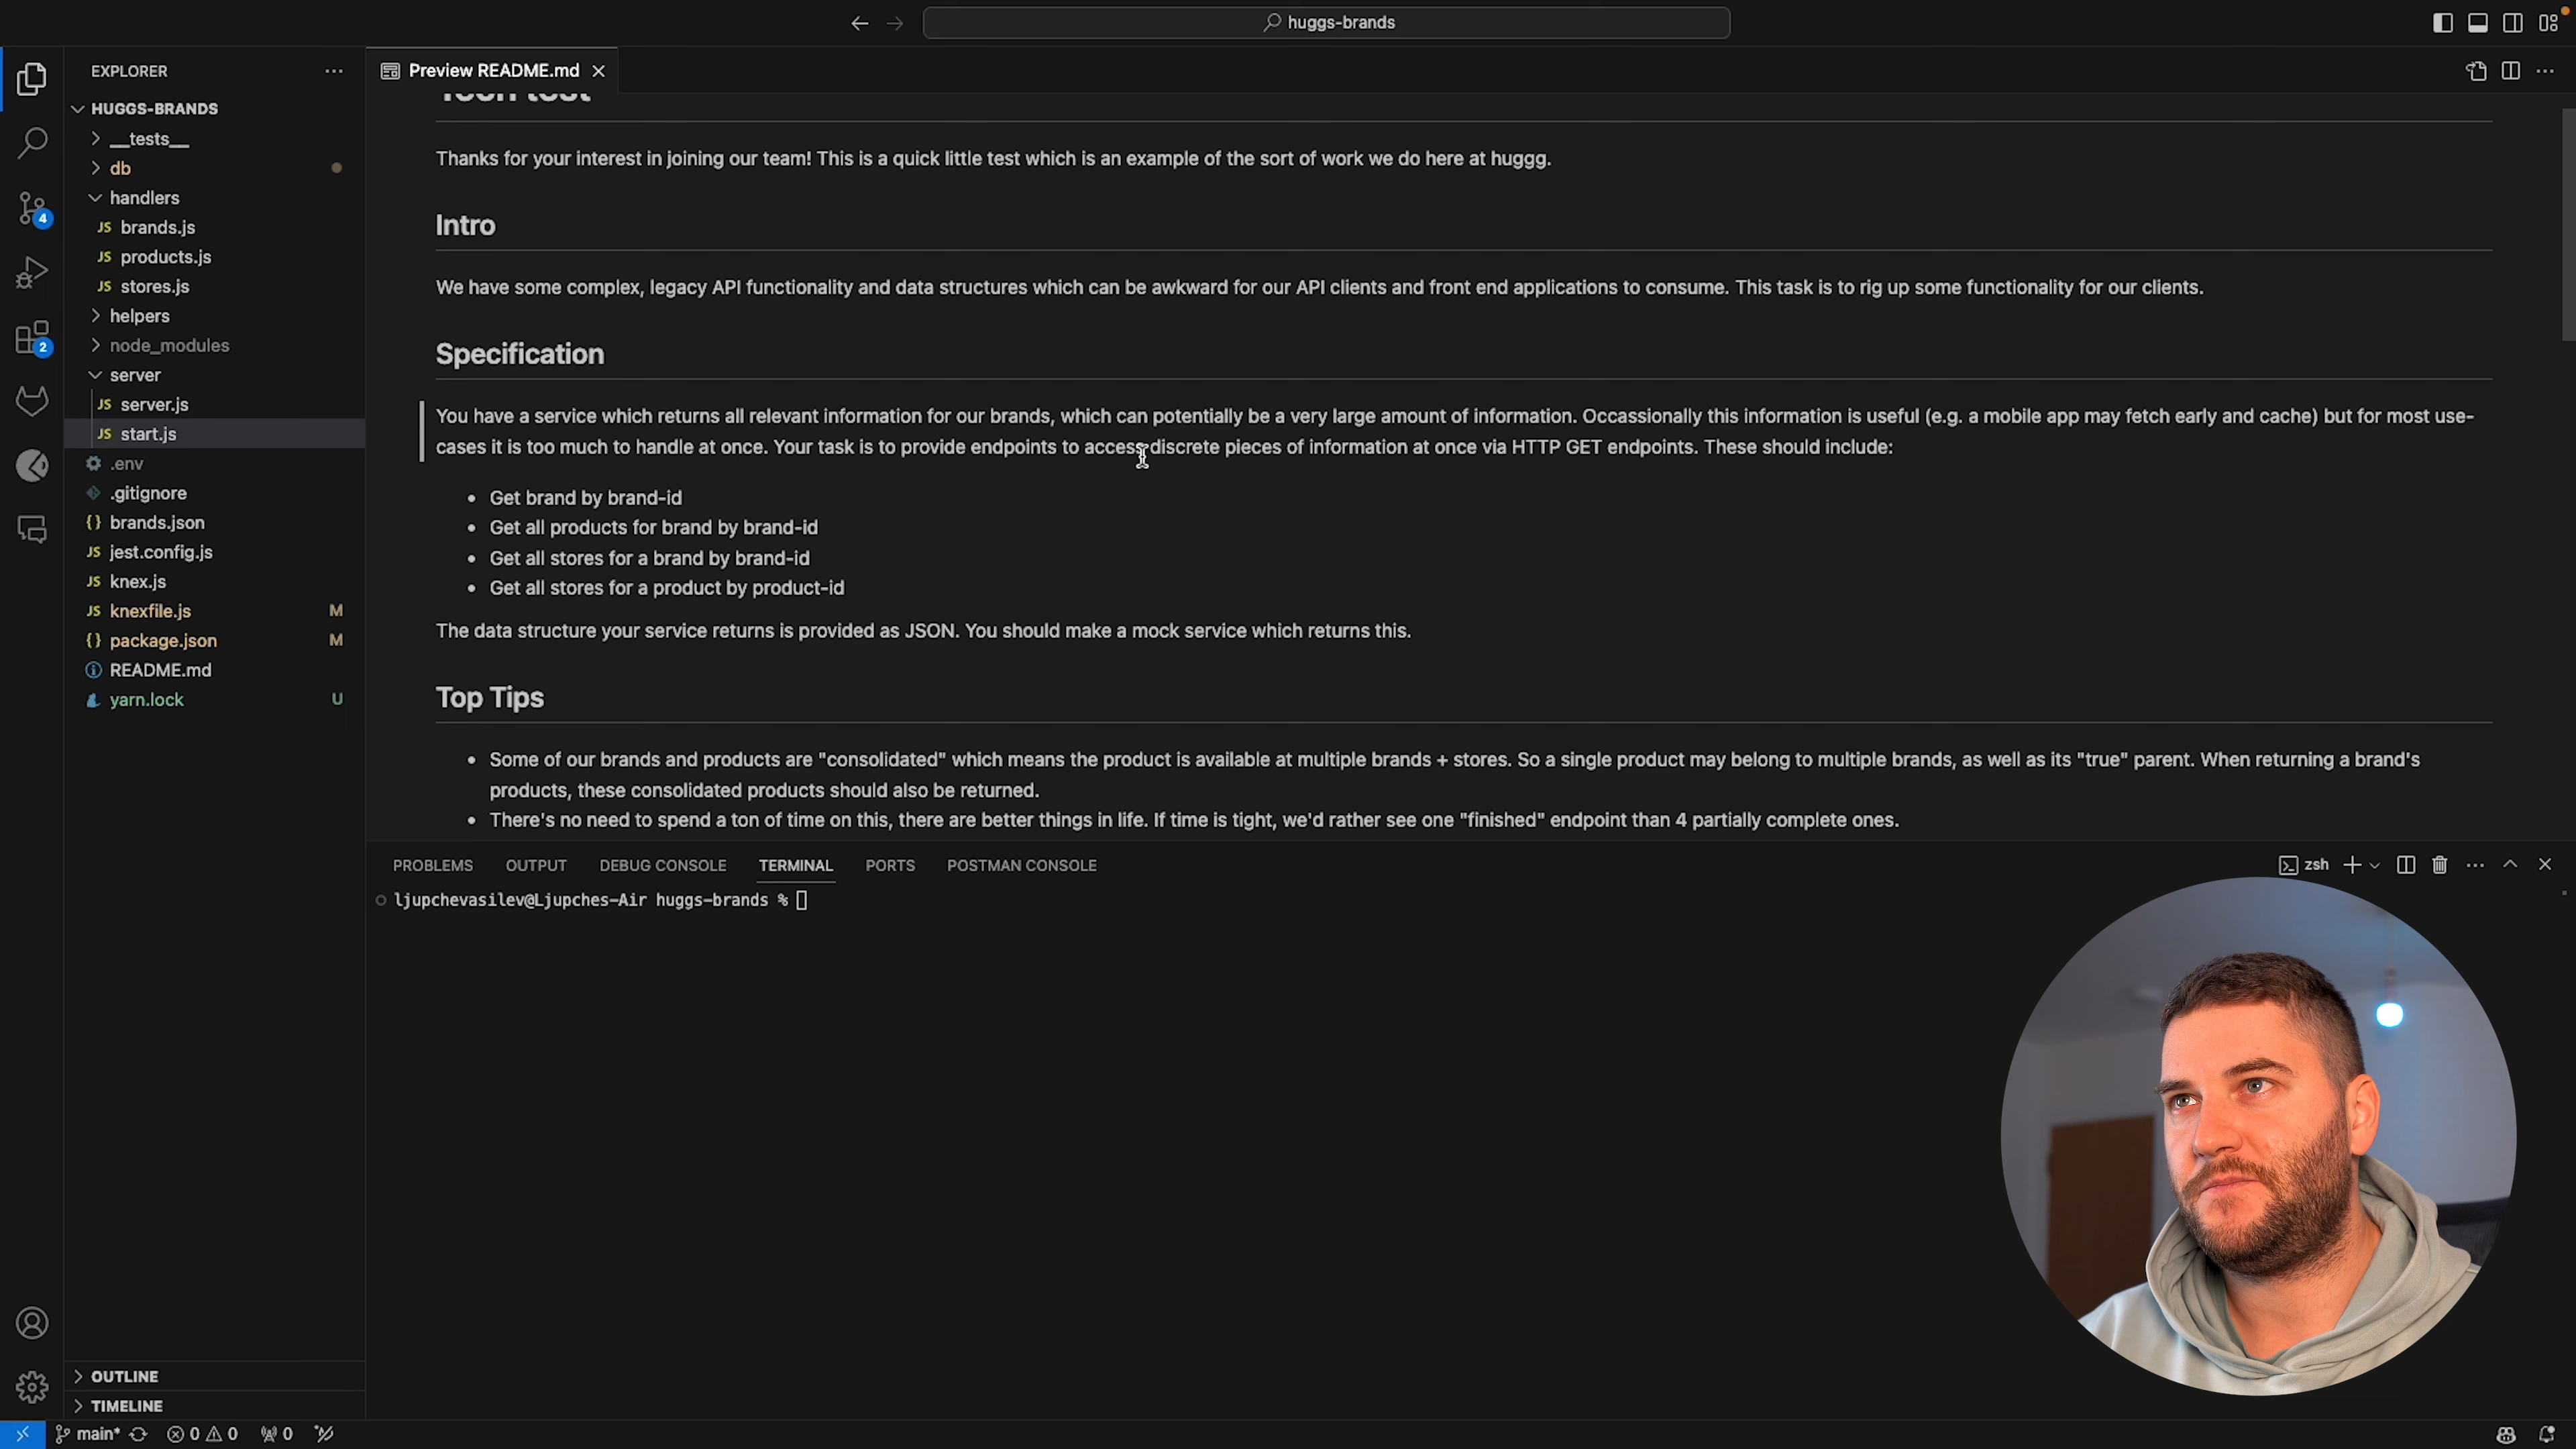 huggs-brands
EXPLORER
Preview README.md
HUGGS-BRANDS
__tests__
db
handlers
JS brands.js
JS products.js
JS stores.js
helpers
node_modules
server
JS server.js
JS start.js
.env
.gitignore
{} brands.json
JS jest.config.js
JS knex.js
JS knexfile.js M
{} package.json M
README.md
yarn.lock U
OUTLINE
TIMELINE
4
2
Tech test
Thanks for your interest in joining our team! This is a quick little test which is an example of the sort of work we do here at huggg.
Intro
We have some complex, legacy API functionality and data structures which can be awkward for our API clients and front end applications to consume. This task is to rig up some functionality for our clients.
Specification
You have a service which returns all relevant information for our brands, which can potentially be a very large amount of information. Occassionally this information is useful (e.g. a mobile app may fetch early and cache) but for most use-
cases it is too much to handle at once. Your task is to provide endpoints to access discrete pieces of information at once via HTTP GET endpoints. These should include:
• Get brand by brand-id
• Get all products for brand by brand-id
• Get all stores for a brand by brand-id
• Get all stores for a product by product-id
The data structure your service returns is provided as JSON. You should make a mock service which returns this.
Top Tips
• Some of our brands and products are "consolidated" which means the product is available at multiple brands + stores. So a single product may belong to multiple brands, as well as its "true" parent. When returning a brand's
products, these consolidated products should also be returned.
• There's no need to spend a ton of time on this, there are better things in life. If time is tight, we'd rather see one "finished" endpoint than 4 partially complete ones.
PROBLEMS OUTPUT DEBUG CONSOLE TERMINAL PORTS POSTMAN CONSOLE
zsh
ljupchevasilev@Ljupches-Air huggs-brands %
main* 0 0 0